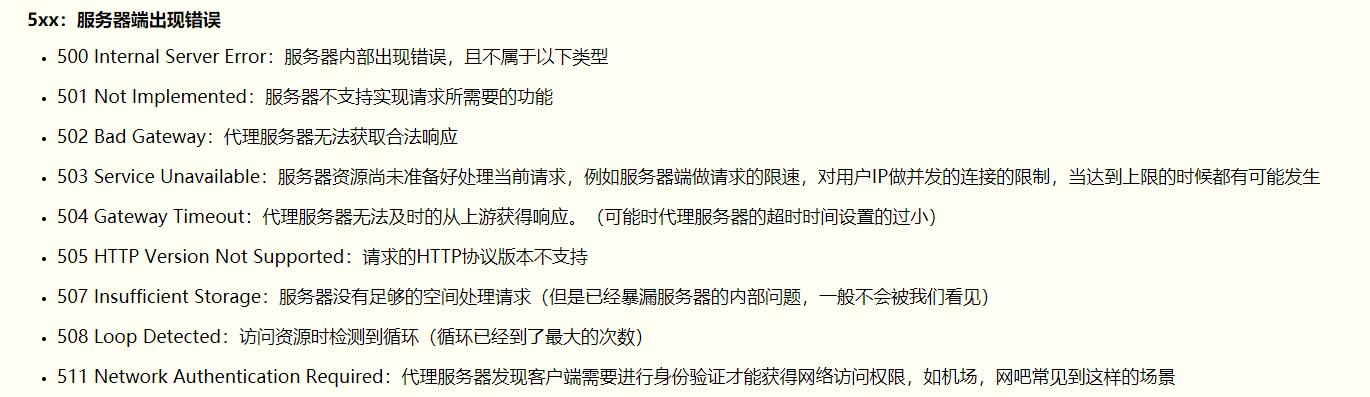 5xx：服务器端出现错误
500 Internal Server Error：服务器内部出现错误，且不属于以下类型
501 Not Implemented：服务器不支持实现请求所需要的功能
502 Bad Gateway：代理服务器无法获取合法响应
503 Service Unavailable：服务器资源尚未准备好处理当前请求，例如服务器端做请求的限速，对用户IP做并发的连接的限制，当达到上限的时候都有可能发生
504 Gateway Timeout：代理服务器无法及时的从上游获得响应。（可能时代理服务器的超时时间设置的过小）
505 HTTP Version Not Supported：请求的HTTP协议版本不支持
507 Insufficient Storage：服务器没有足够的空间处理请求（但是已经暴漏服务器的内部问题，一般不会被我们看见）
508 Loop Detected：访问资源时检测到循环（循环已经到了最大的次数）
511 Network Authentication Required：代理服务器发现客户端需要进行身份验证才能获得网络访问权限，如机场，网吧常见到这样的场景